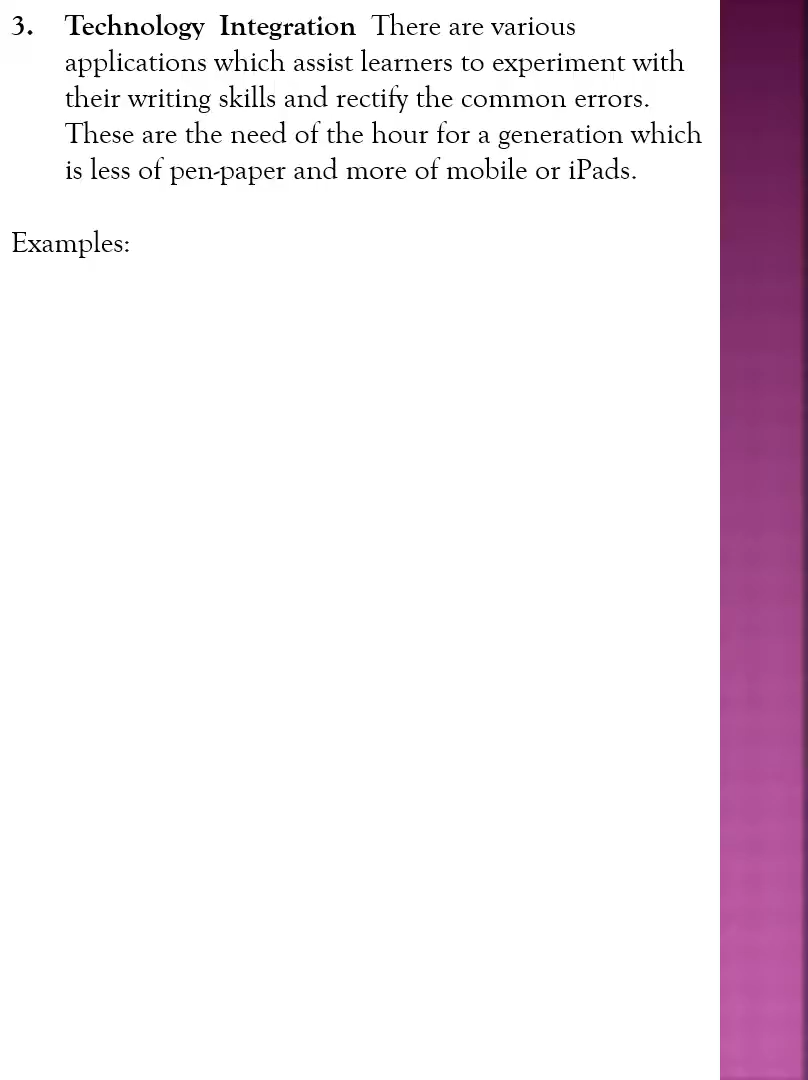 3. Technology Integration There are various
applications which assist learners to experiment with
their writing skills and rectify the common errors.
These are the need of the hour for a generation which
is less of pen-paper and more of mobile or iPads.
Examples: